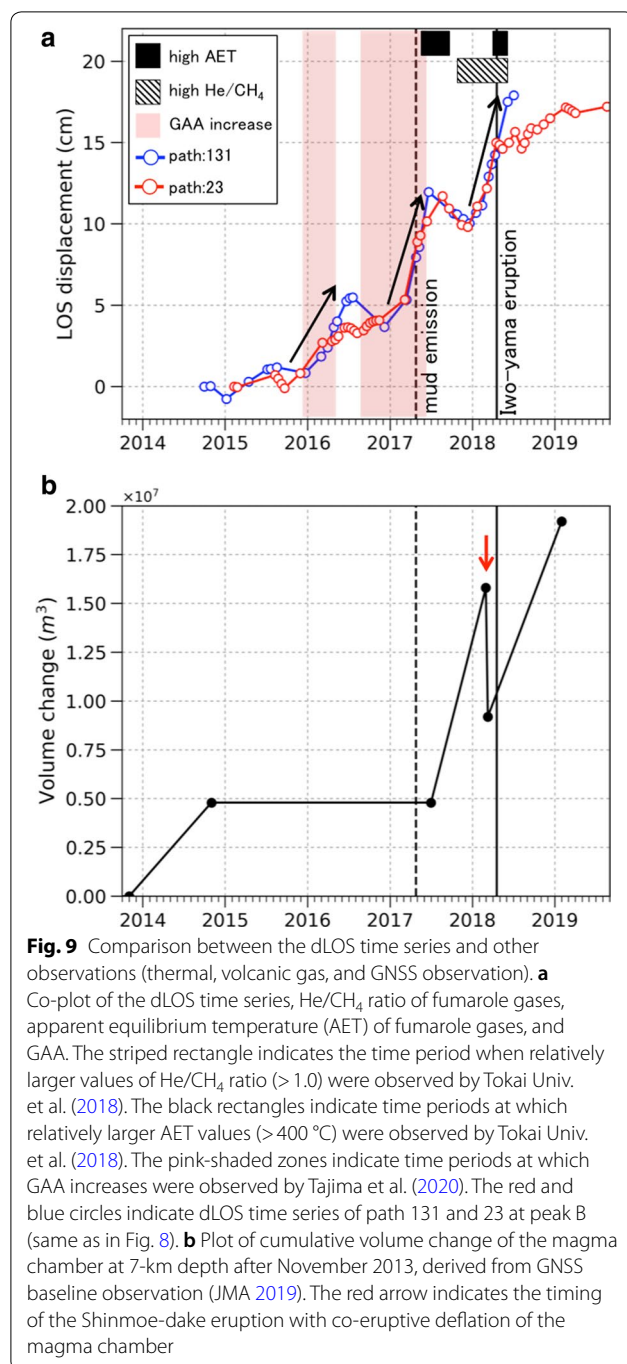 a
high AET
high He/CH₄
GAA increase
path:131
path:23
LOS displacement (cm)
20
15
10
5
0
mud emission
Iwo-yama eruption
2014 2015 2016 2017 2018 2019
b
×10⁷
Volume change (m³)
2.00
1.75
1.50
1.25
1.00
0.75
0.50
0.25
0.00
2014 2015 2016 2017 2018 2019
Fig. 9 Comparison between the dLOS time series and other
observations (thermal, volcanic gas, and GNSS observation). a
Co-plot of the dLOS time series, He/CH₄ ratio of fumarole gases,
apparent equilibrium temperature (AET) of fumarole gases, and
GAA. The striped rectangle indicates the time period when relatively
larger values of He/CH₄ ratio (> 1.0) were observed by Tokai Univ.
et al. (2018). The black rectangles indicate time periods at which
relatively larger AET values (> 400 °C) were observed by Tokai Univ.
et al. (2018). The pink-shaded zones indicate time periods at which
GAA increases were observed by Tajima et al. (2020). The red and
blue circles indicate dLOS time series of path 131 and 23 at peak B
(same as in Fig. 8). b Plot of cumulative volume change of the magma
chamber at 7-km depth after November 2013, derived from GNSS
baseline observation (JMA 2019). The red arrow indicates the timing
of the Shinmoe-dake eruption with co-eruptive deflation of the
magma chamber